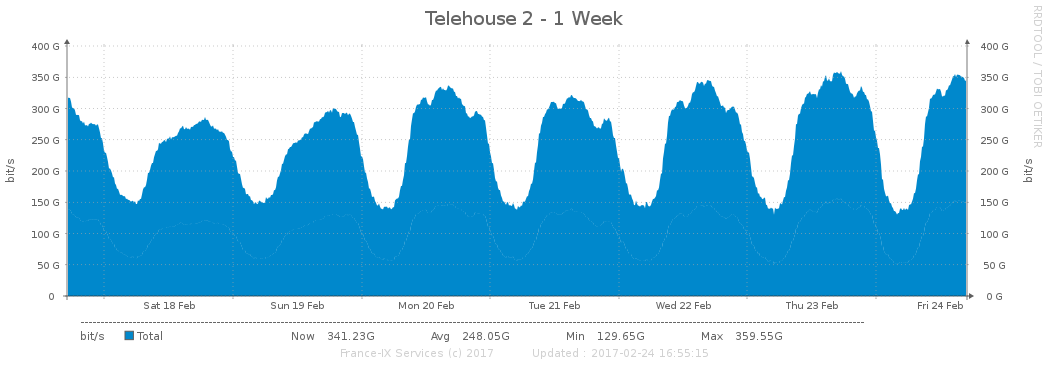 Telehouse 2 - 1 Week
RRDTOOL / TOBI OETIKER
400 G 400 G
350 G 350 G
300 G 300 G
250 G 250 G
200 G 200 G
150 G 150 G
100 G 100 G
50 G 50 G
0 0 G
bit/s bit/s
Sat 18 Feb Sun 19 Feb Mon 20 Feb Tue 21 Feb Wed 22 Feb Thu 23 Feb Fri 24 Feb
bit/s Total Now 341.23G Avg 248.05G Min 129.65G Max 359.55G
France-IX Services (c) 2017 Updated : 2017-02-24 16:55:15